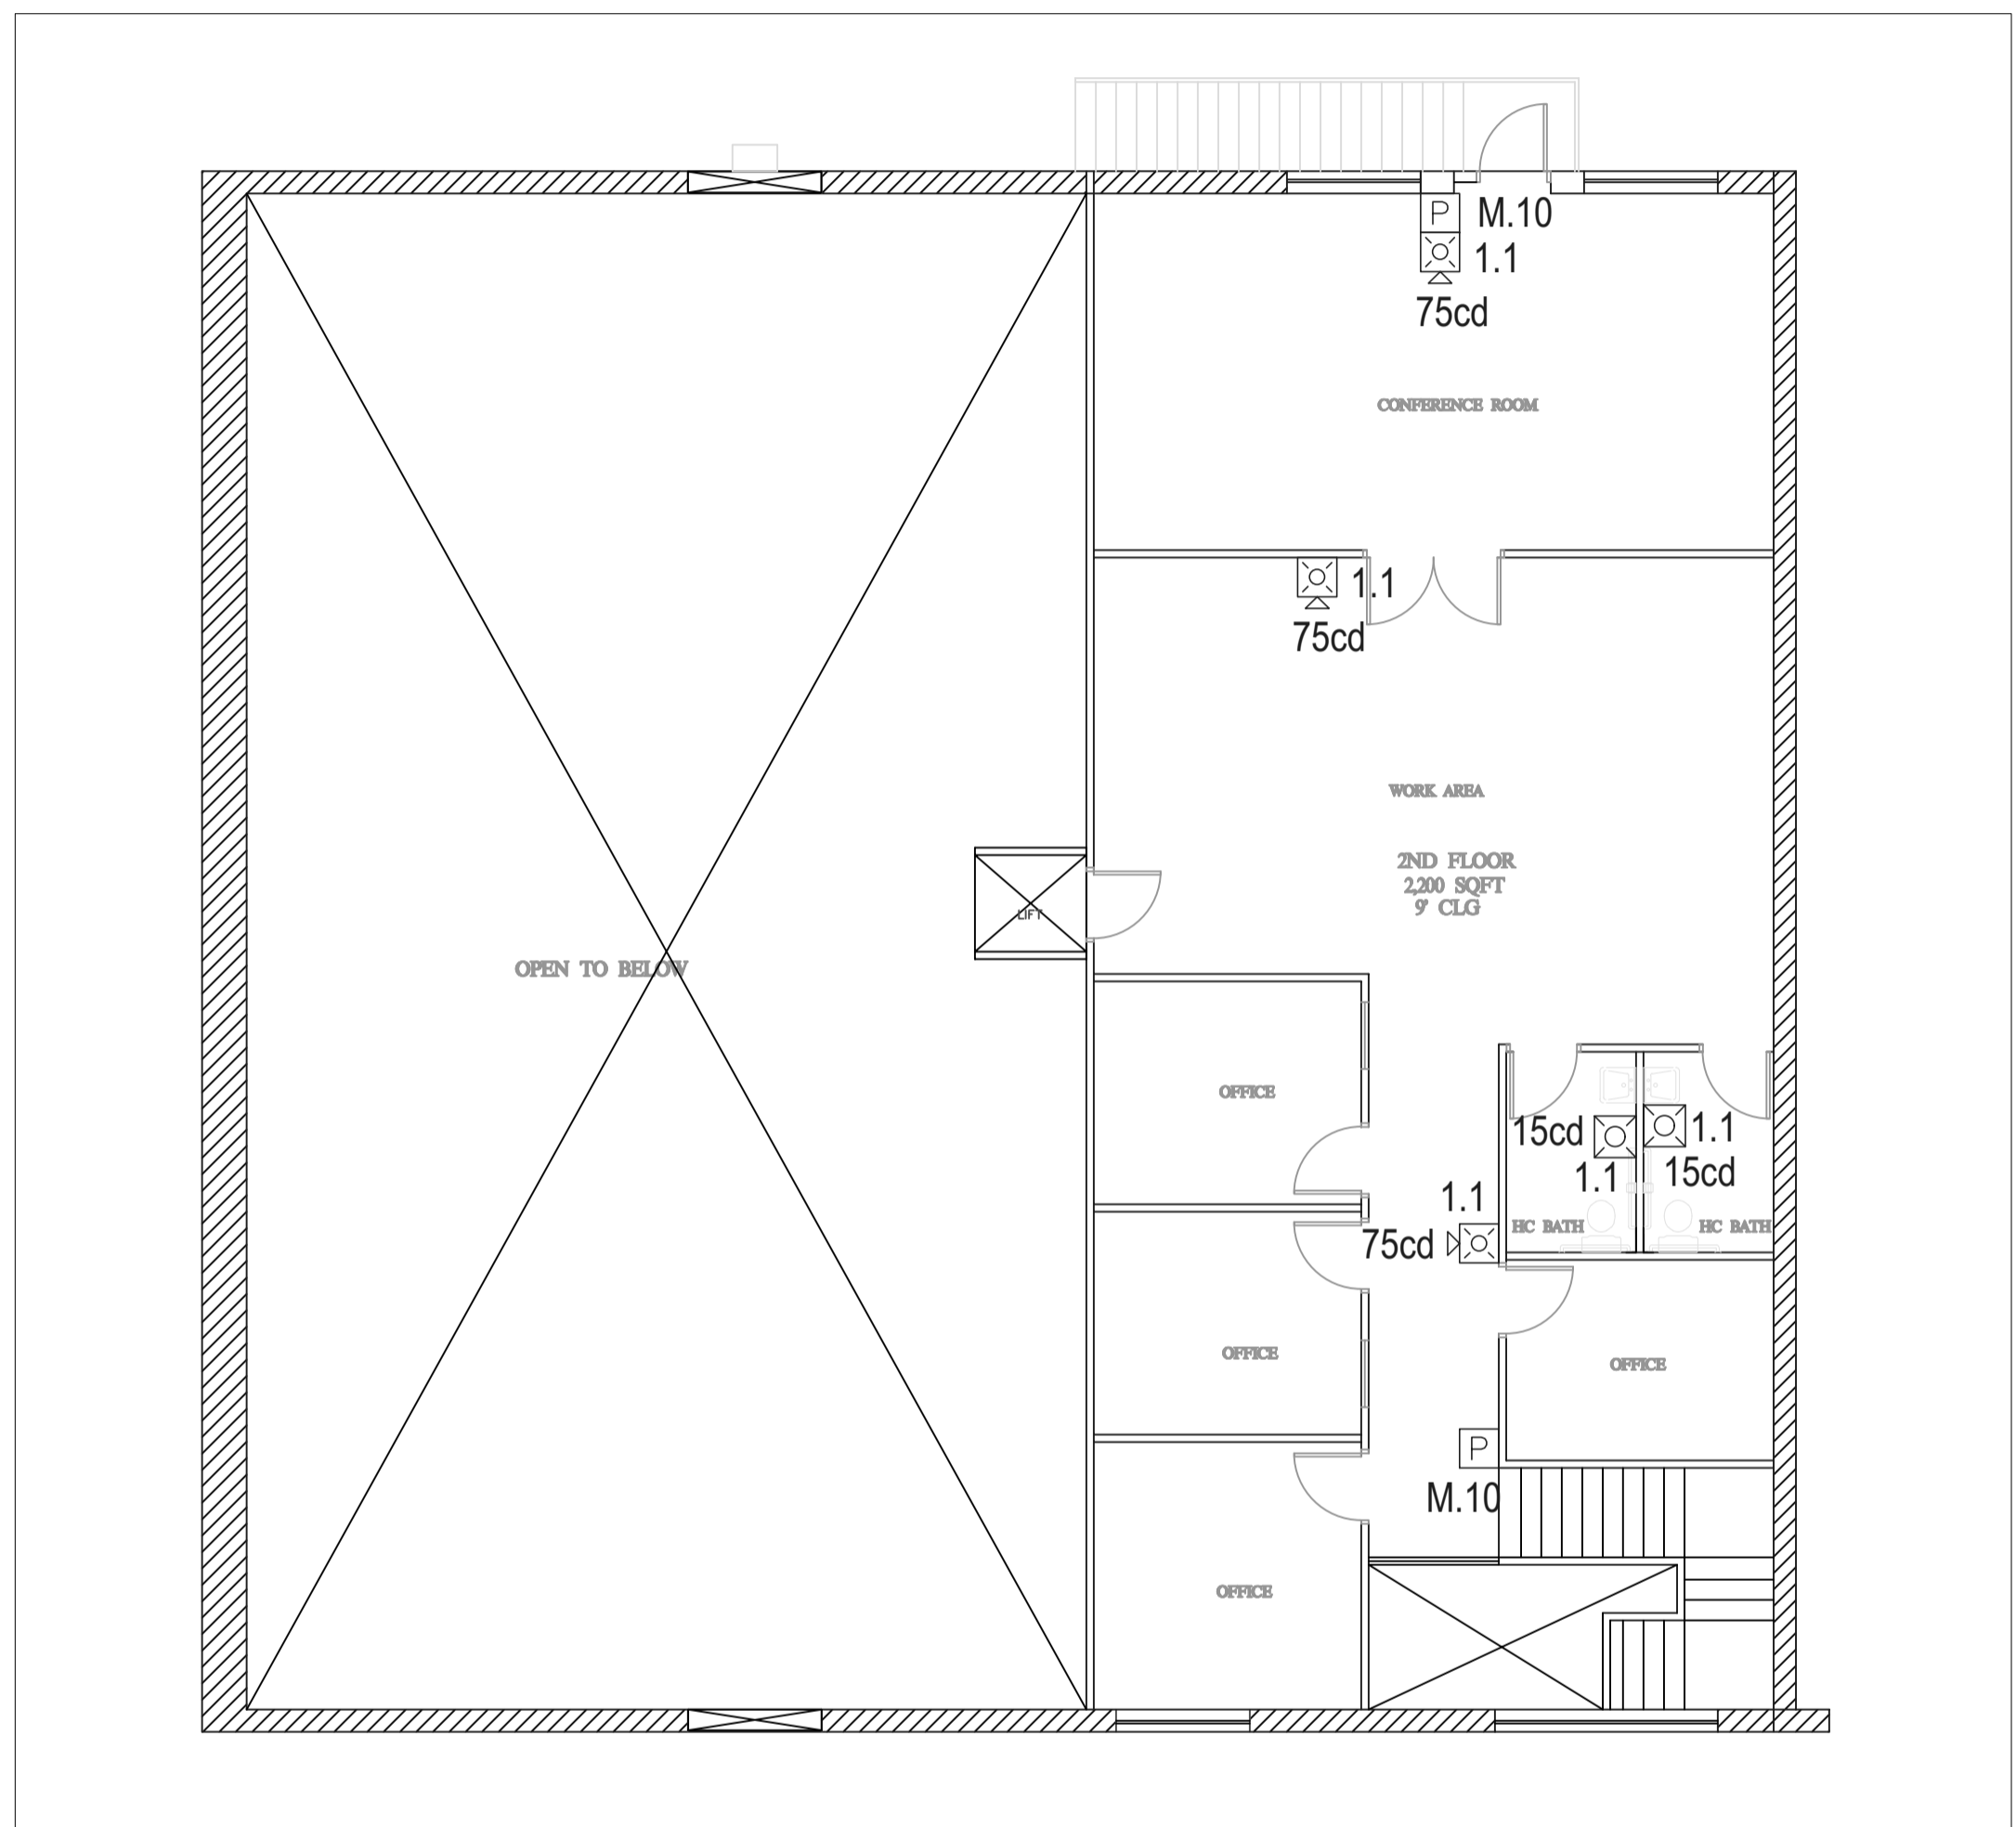 P M.10
1.1
75cd
CONFERENCE ROOM
1.1
75cd
WORK AREA
2ND FLOOR
2,200 SQFT
9' CLG
LIFT
OPEN TO BELOW
OFFICE
15cd
1.1
1.1
15cd
HC BATH
HC BATH
1.1
75cd
OFFICE
OFFICE
P
M.10
OFFICE